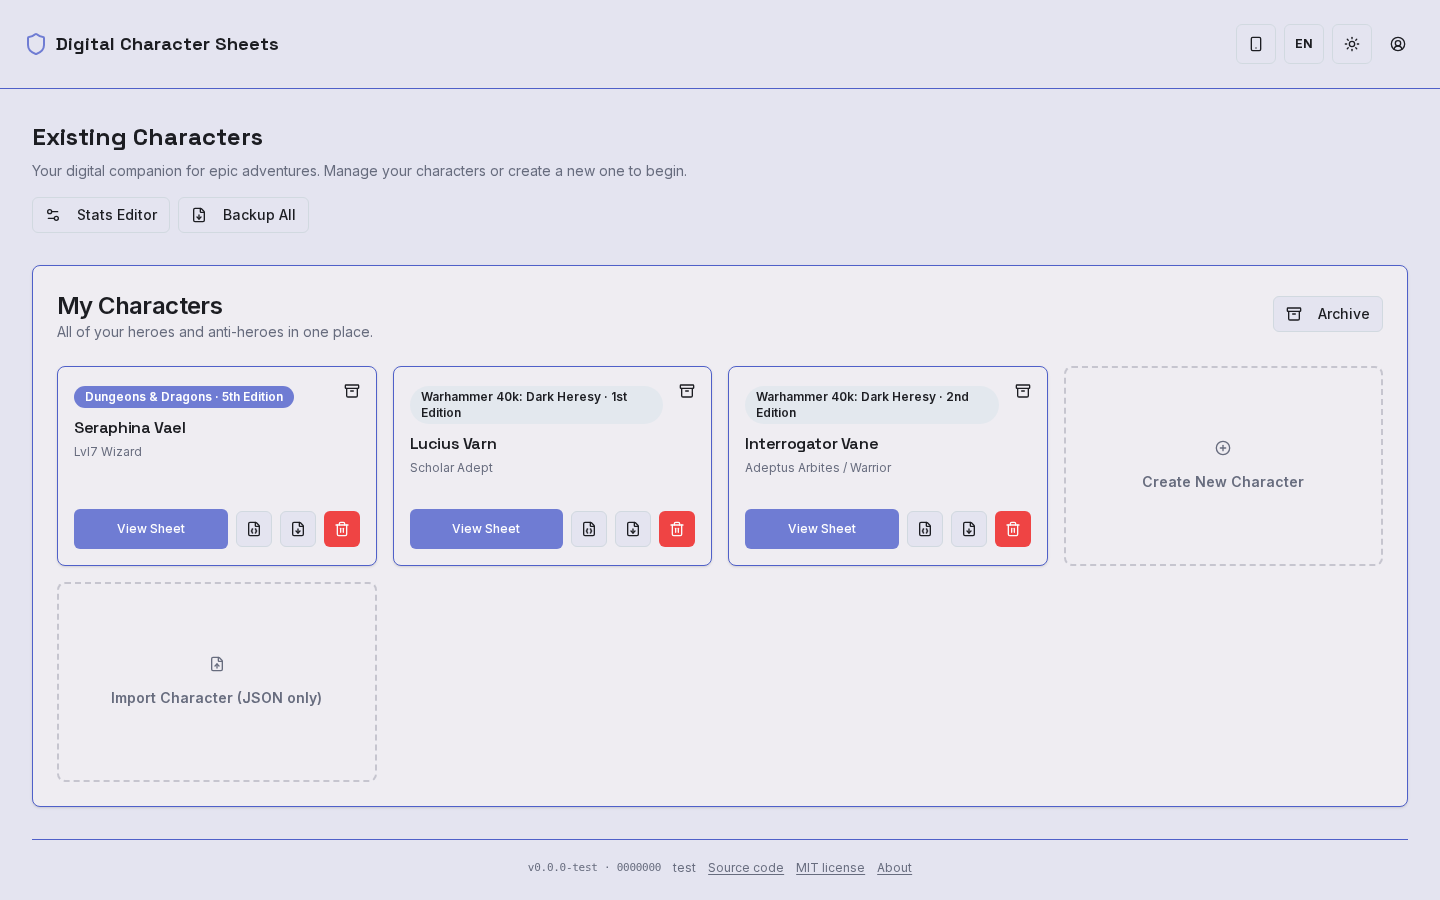 Digital Character Sheets
EN
Existing Characters
Your digital companion for epic adventures. Manage your characters or create a new one to begin.
Stats Editor
Backup All
My Characters
All of your heroes and anti-heroes in one place.
Archive
Dungeons & Dragons · 5th Edition
Seraphina Vael
Lvl7 Wizard
View Sheet
Warhammer 40k: Dark Heresy · 1st
Edition
Lucius Varn
Scholar Adept
View Sheet
Warhammer 40k: Dark Heresy · 2nd
Edition
Interrogator Vane
Adeptus Arbites / Warrior
View Sheet
Create New Character
Import Character (JSON only)
v0.0.0-test · 0000000 test Source code MIT license About